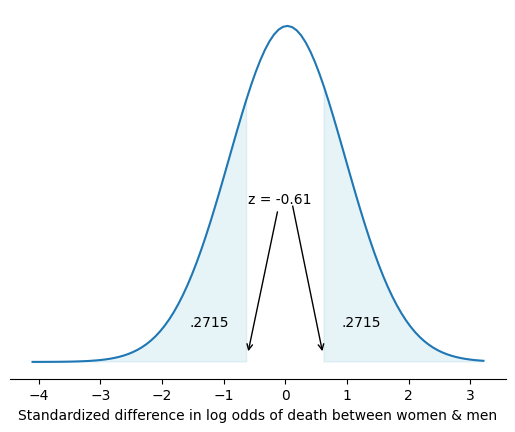 z = -0.61
.2715 .2715
−4 −3 −2 −1 0 1 2 3
Standardized difference in log odds of death between women & men